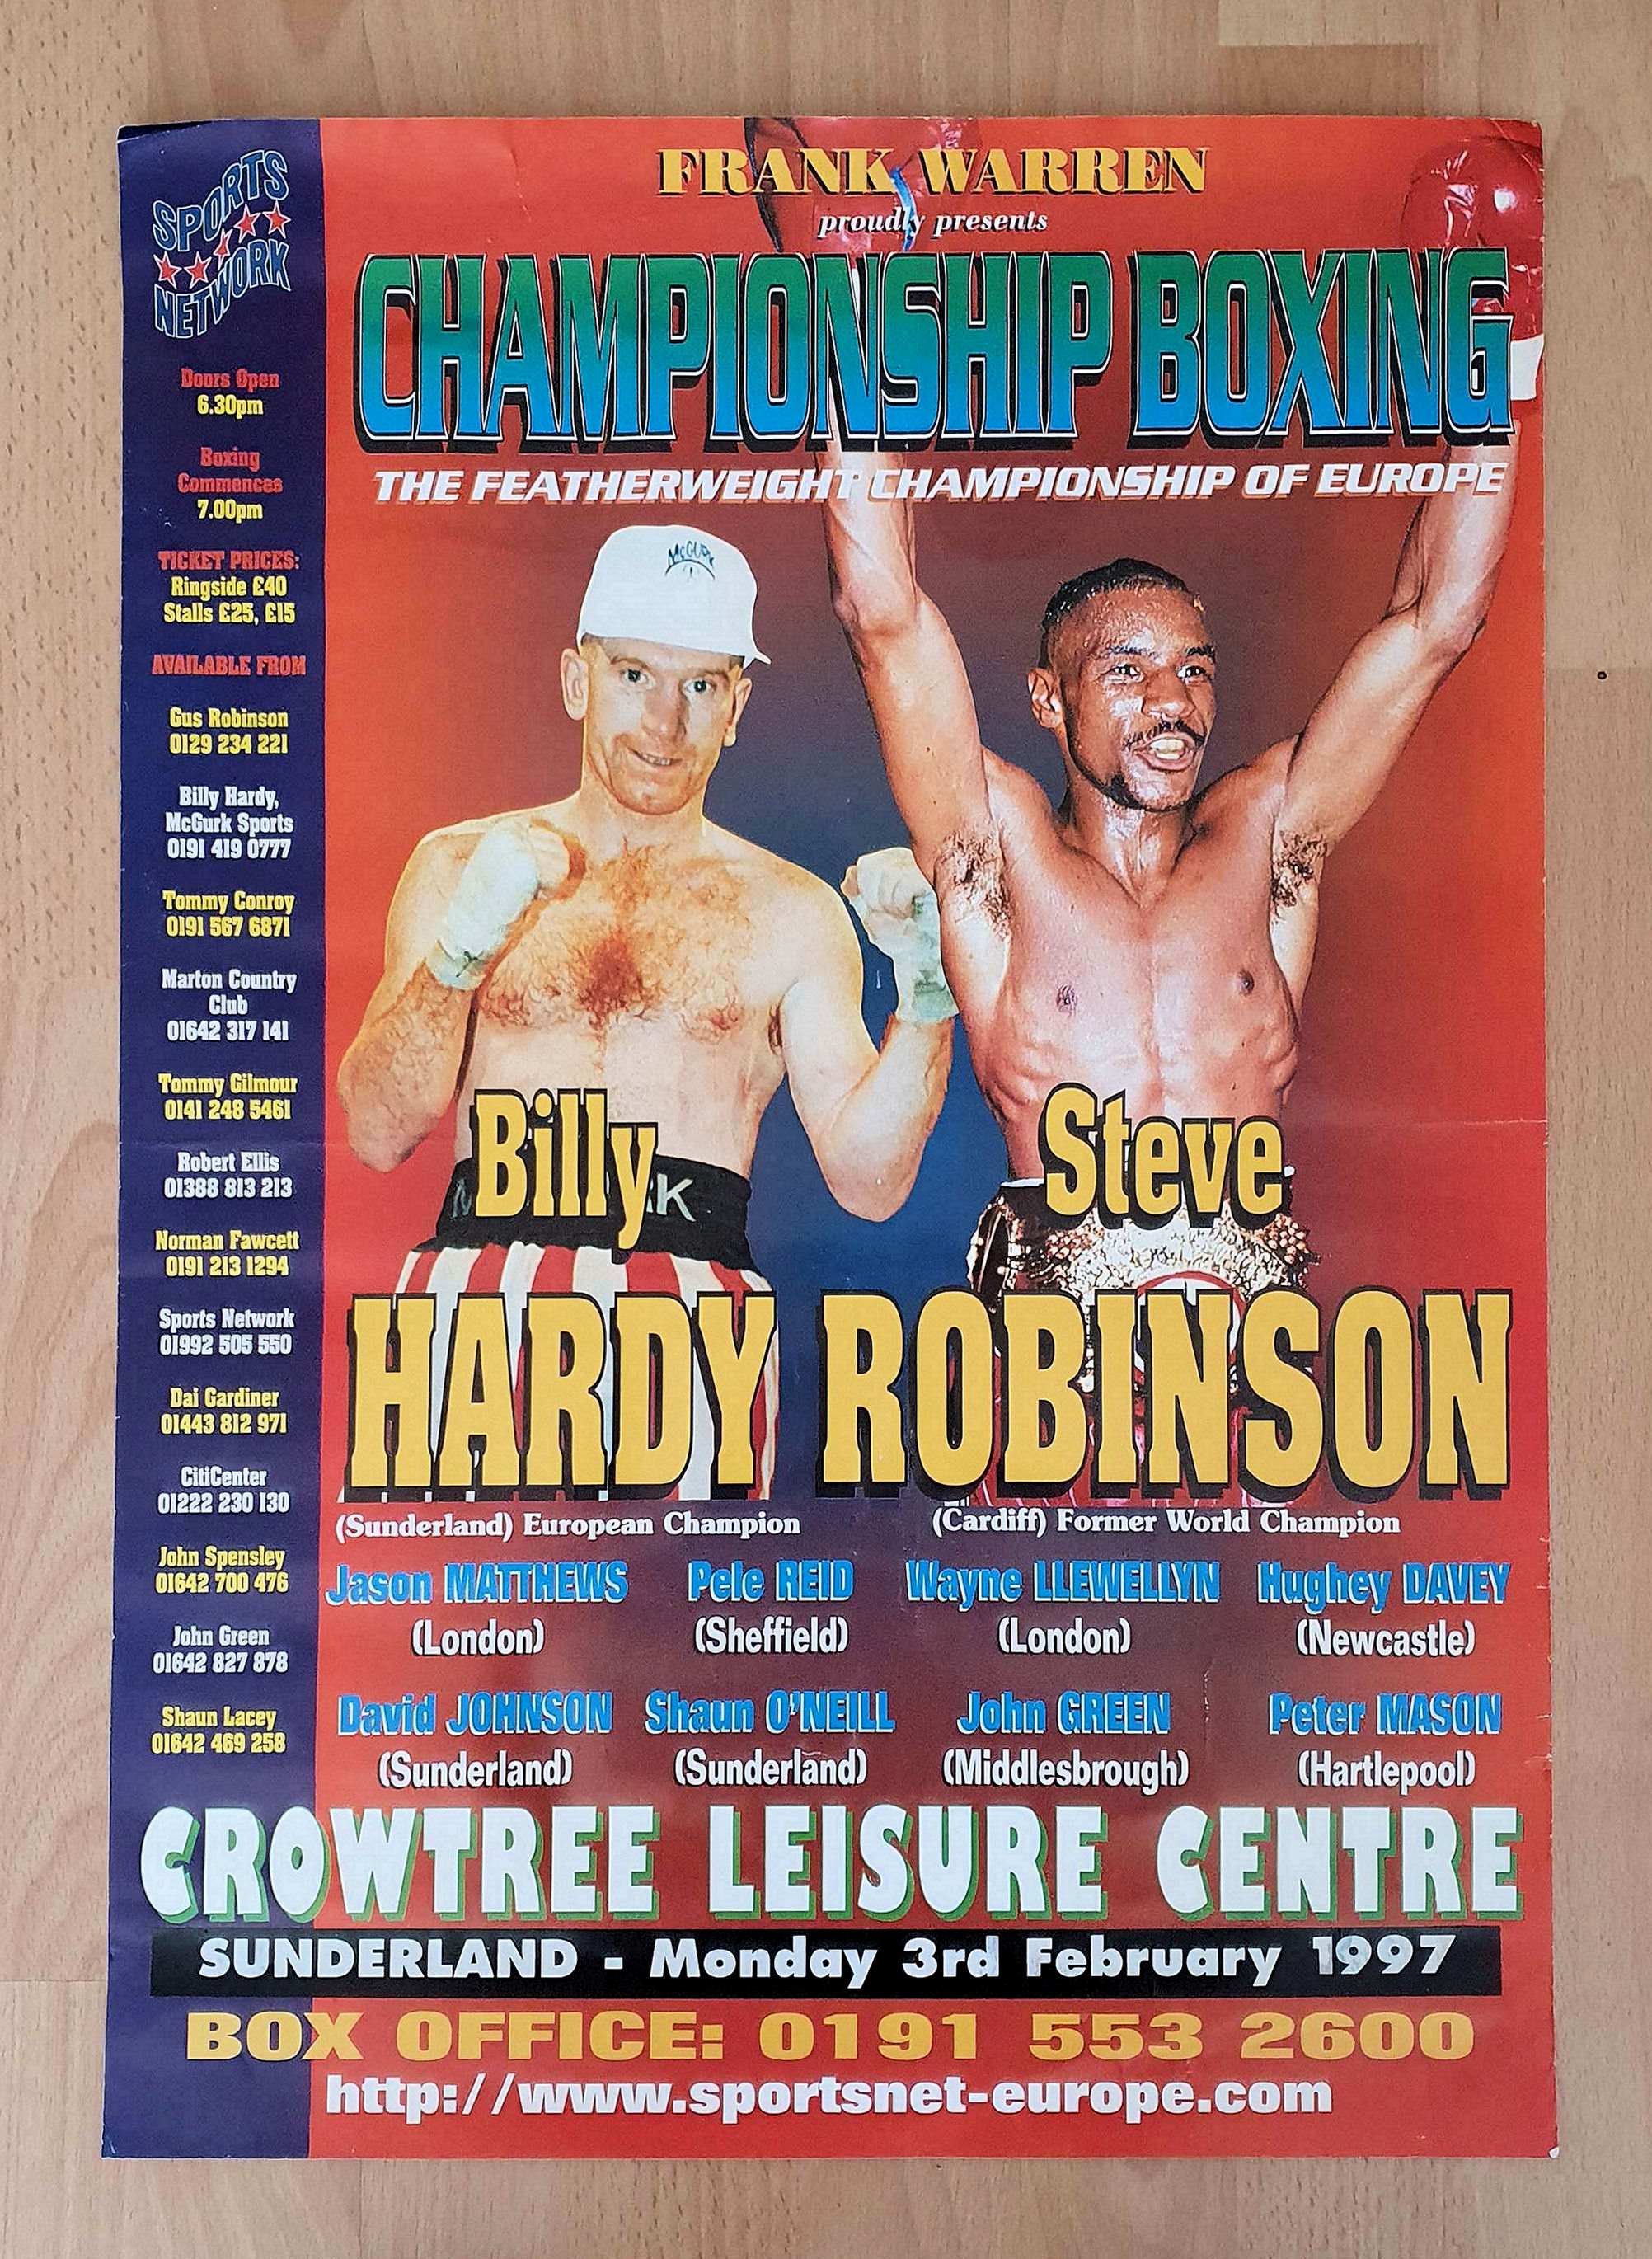 SPORTS
NETWORK
Doors Open
6.30pm
Boxing
Commences
7.00pm
TICKET PRICES:
Ringside £40
Stalls £25, £15
AVAILABLE FROM
Gus Robinson
0129 234 221
Billy Hardy,
McGurk Sports
0191 419 0777
Tommy Conroy
0191 567 6871
Marton Country
Club
01642 317 141
Tommy Gilmour
0141 248 5461
Robert Ellis
01388 813 213
Norman Fawcett
0191 213 1294
Sports Network
01992 505 550
Dai Gardiner
01443 812 971
CitiCenter
01222 230 130
John Spensley
01642 700 476
John Green
01642 827 878
Shaun Lacey
01642 469 258
FRANK WARREN
proudly presents
CHAMPIONSHIP BOXING
THE FEATHERWEIGHT CHAMPIONSHIP OF EUROPE
McGURK
Billy Steve
HARDY ROBINSON
(Sunderland) European Champion (Cardiff) Former World Champion
Jason MATTHEWS Pele REID Wayne LLEWELLYN Hughey DAVEY
(London) (Sheffield) (London) (Newcastle)
David JOHNSON Shaun O'NEILL John GREEN Peter MASON
(Sunderland) (Sunderland) (Middlesbrough) (Hartlepool)
CROWTREE LEISURE CENTRE
SUNDERLAND - Monday 3rd February 1997
BOX OFFICE: 0191 553 2600
http://www.sportsnet-europe.com